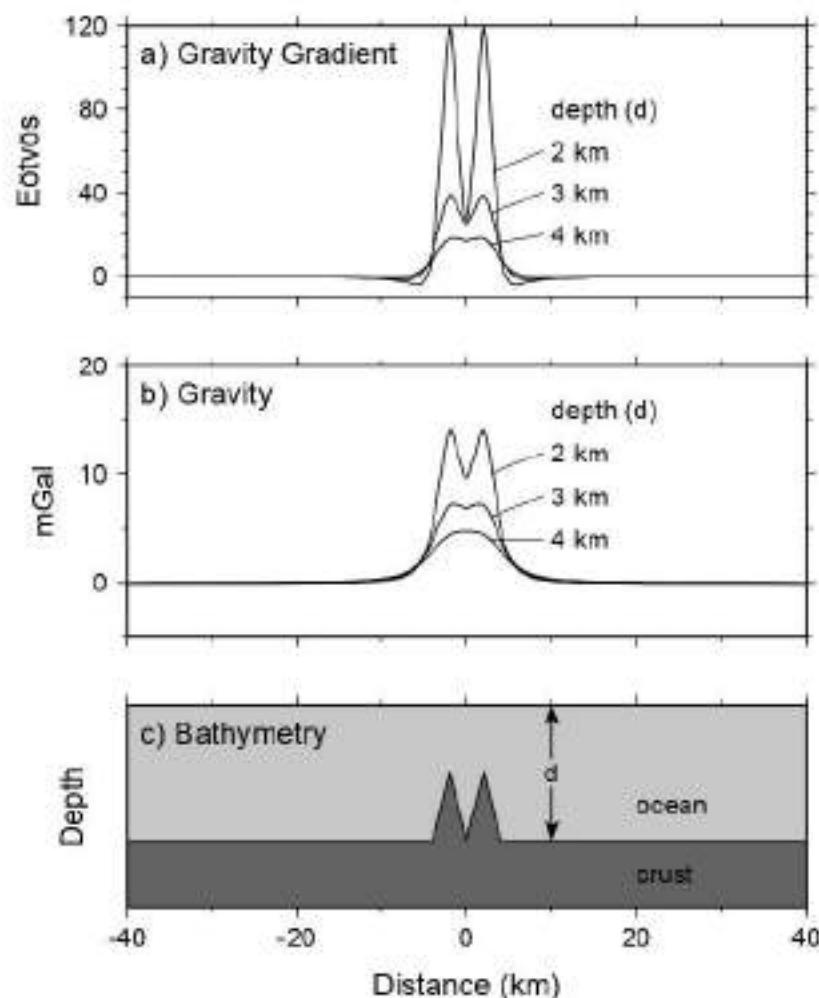 a) Gravity Gradient
Eötvös
120
80
40
0
depth (d)
2 km
3 km
4 km
b) Gravity
mGal
20
10
0
depth (d)
2 km
3 km
4 km
c) Bathymetry
Depth
d
ocean
crust
-40
-20
0
20
40
Distance (km)